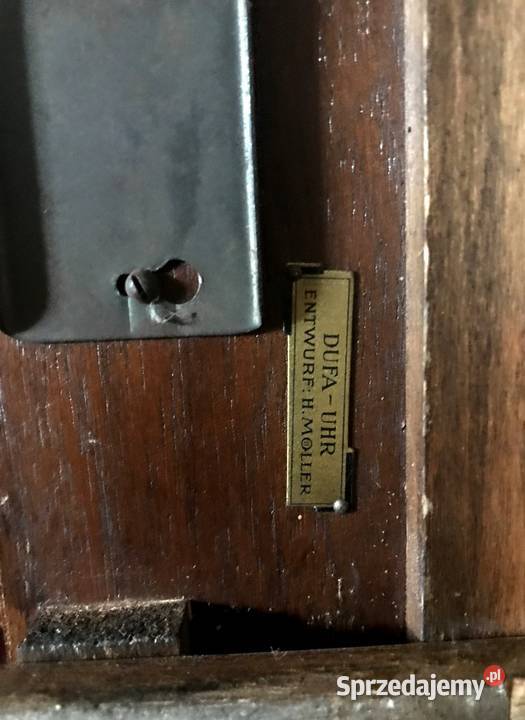 DUFA-UHR
ENTWURF: H. MÖLLER
Sprzedajemy.pl